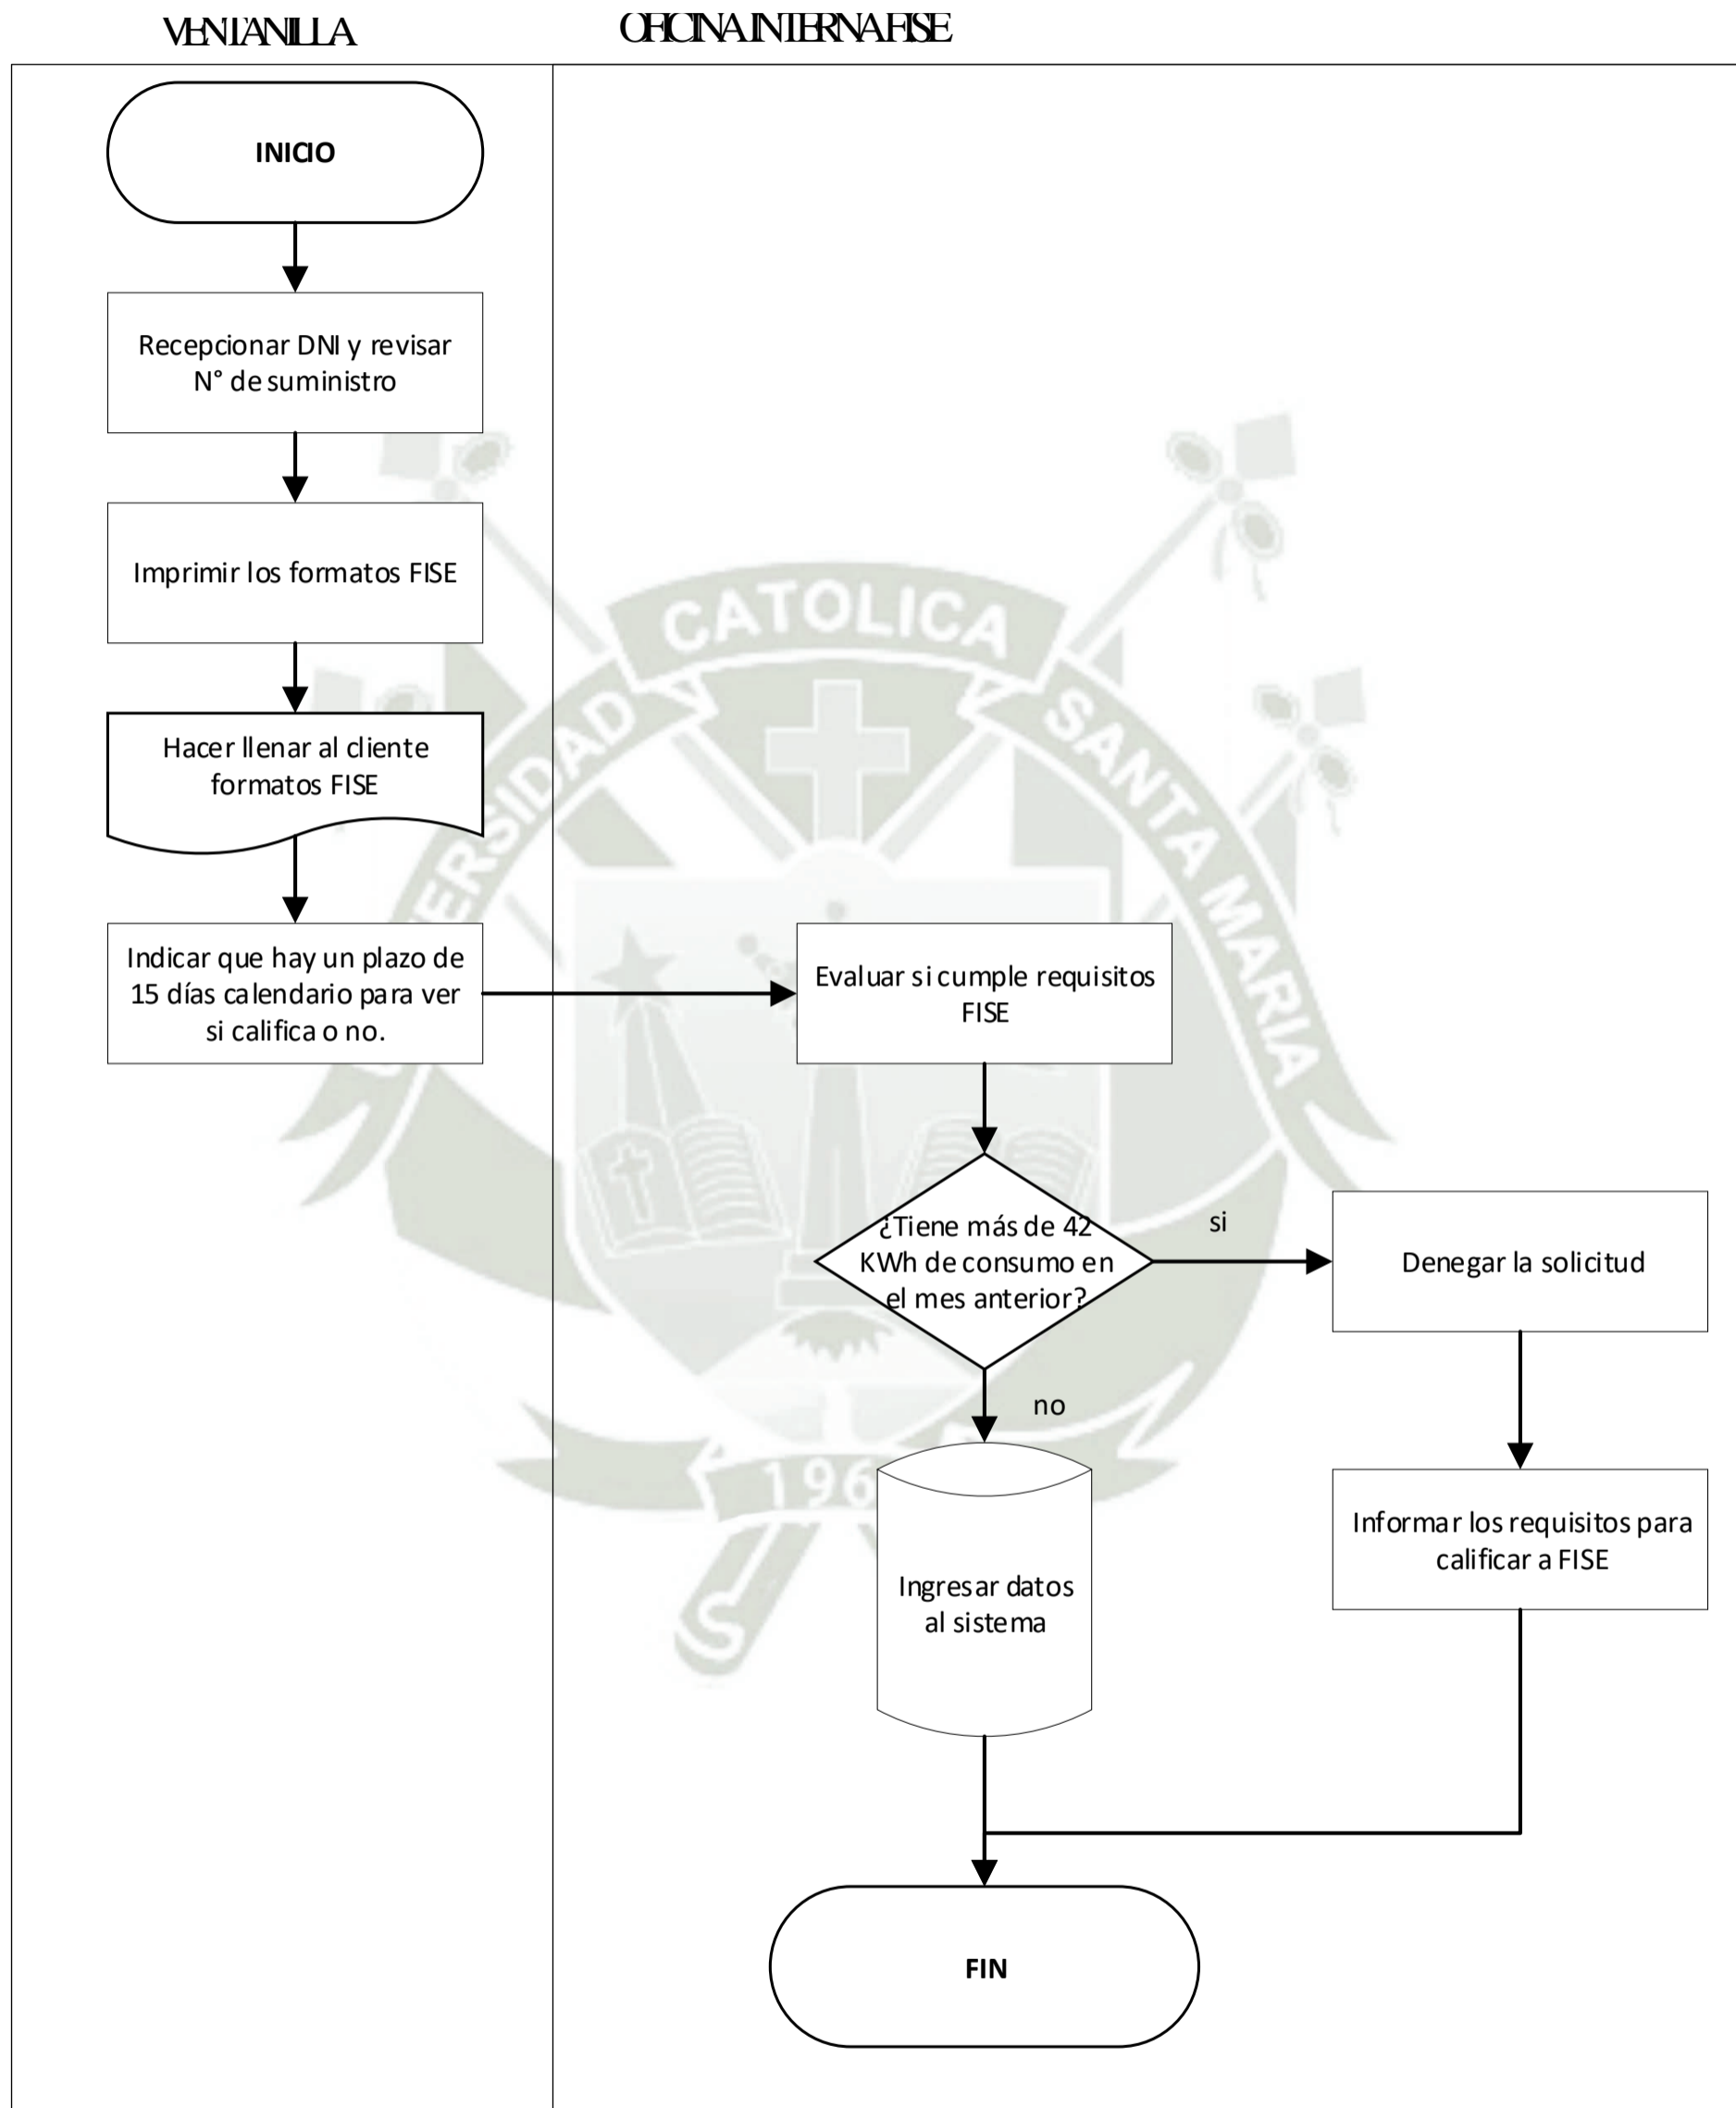 VENTANILLA
OFICINA INTERNA FISE
INICIO
Recepcionar DNI y revisar
N° de suministro
Imprimir los formatos FISE
Hacer llenar al cliente
formatos FISE
Indicar que hay un plazo de
15 días calendario para ver
si califica o no.
Evaluar si cumple requisitos
FISE
¿Tiene más de 42
KWh de consumo en
el mes anterior?
si
Denegar la solicitud
no
Ingresar datos
al sistema
Informar los requisitos para
calificar a FISE
FIN
CATOLICA
SANTA MARIA